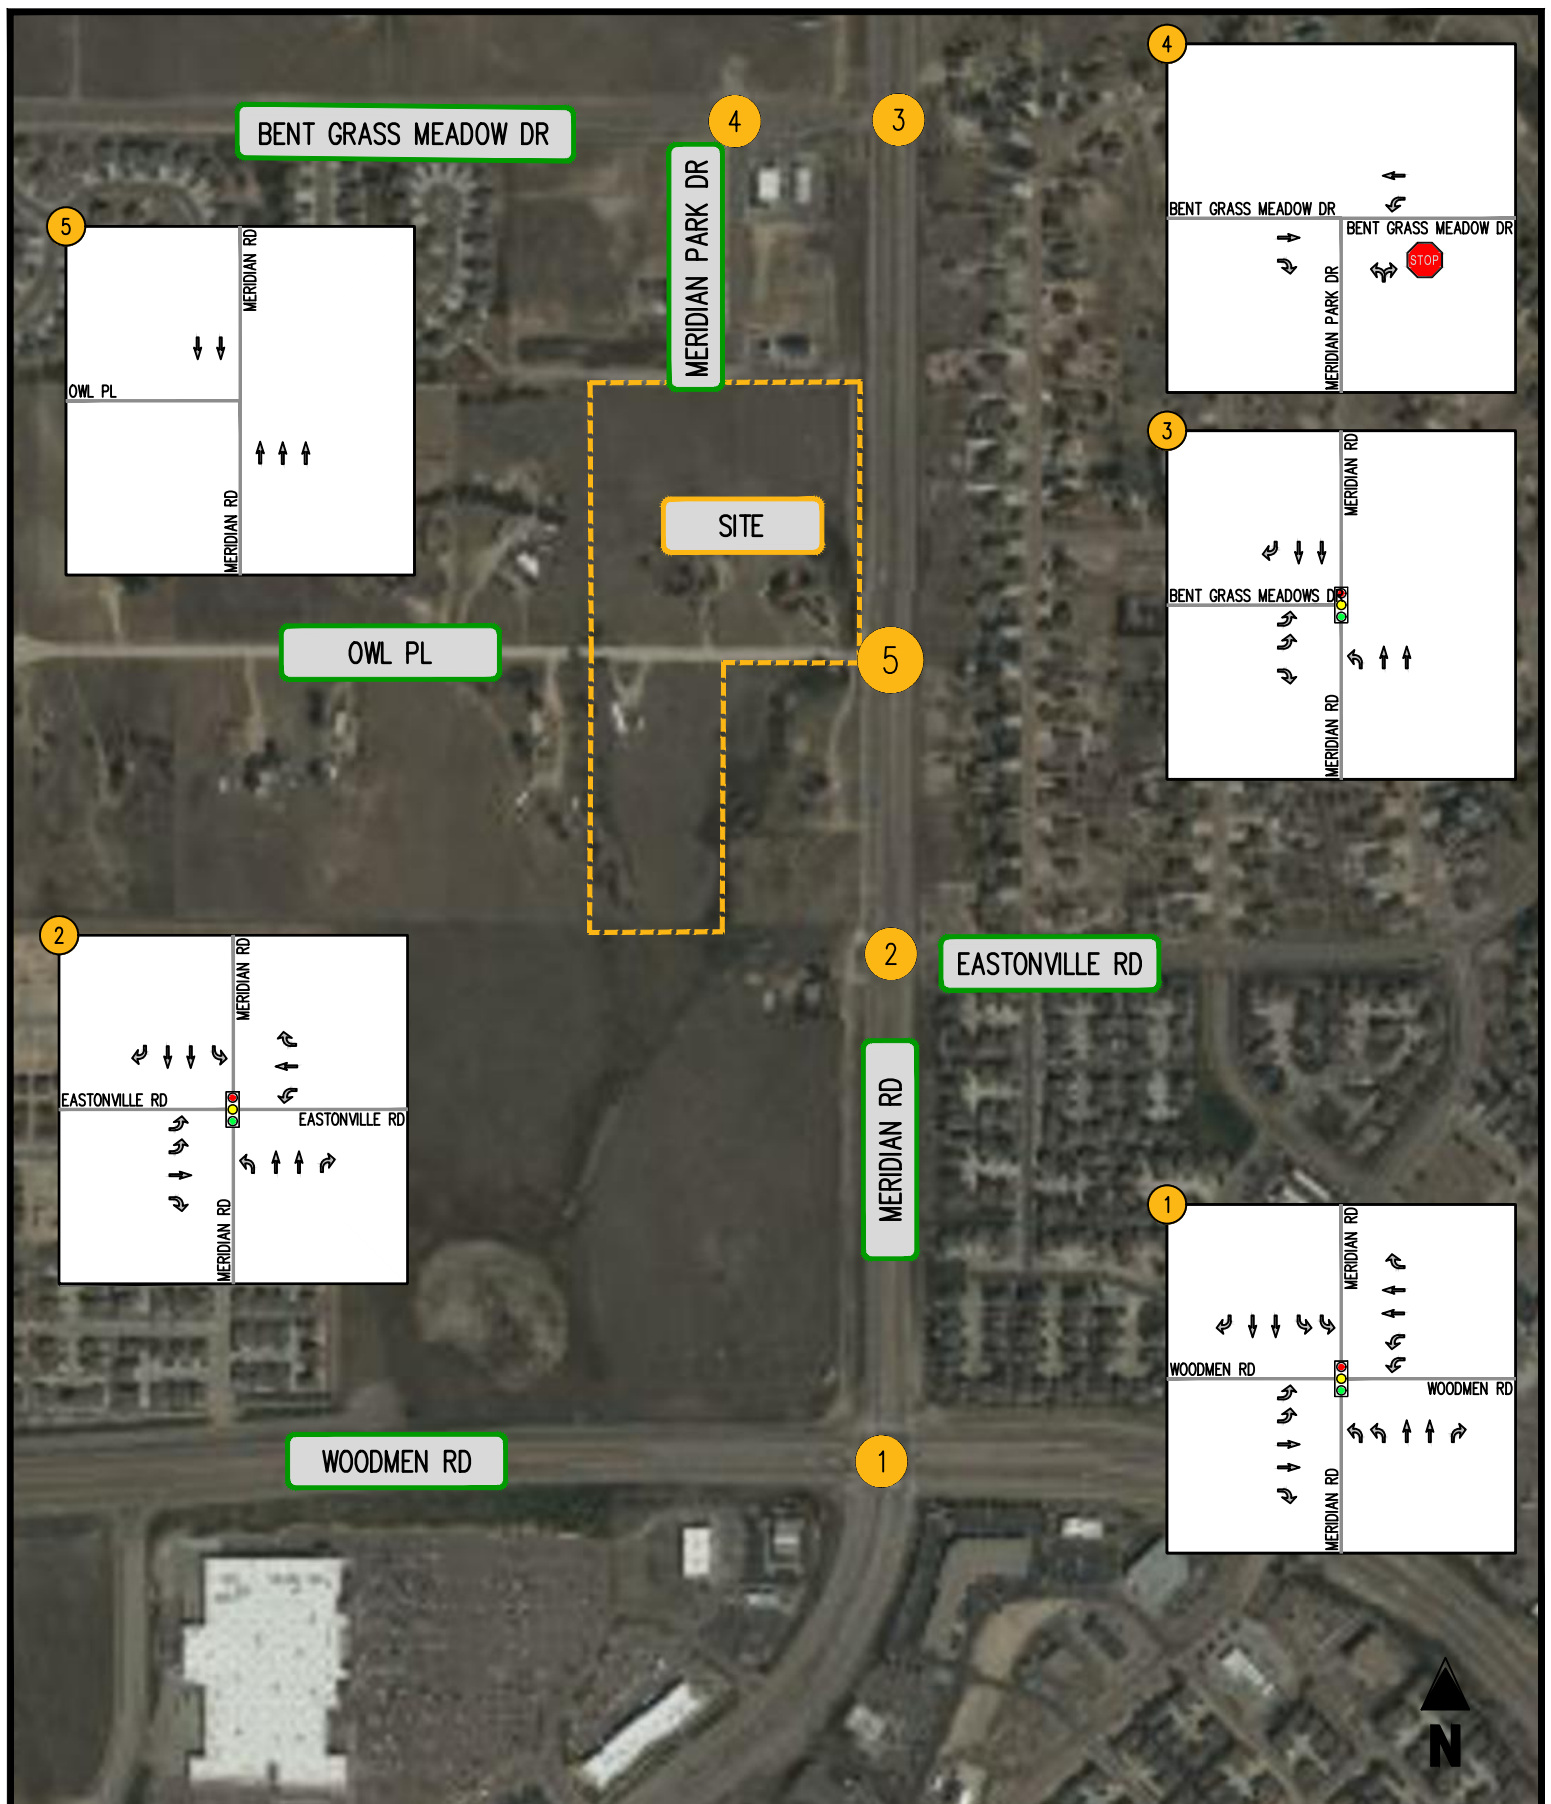 4
BENT GRASS MEADOW DR
4
3
MERIDIAN PARK DR
BENT GRASS MEADOW DR
BENT GRASS MEADOW DR
STOP
MERIDIAN PARK DR
5
MERIDIAN RD
OWL PL
MERIDIAN RD
3
MERIDIAN RD
BENT GRASS MEADOWS DR
MERIDIAN RD
SITE
OWL PL
5
2
MERIDIAN RD
EASTONVILLE RD
EASTONVILLE RD
MERIDIAN RD
2
EASTONVILLE RD
MERIDIAN RD
1
MERIDIAN RD
WOODMEN RD
WOODMEN RD
MERIDIAN RD
WOODMEN RD
1
N